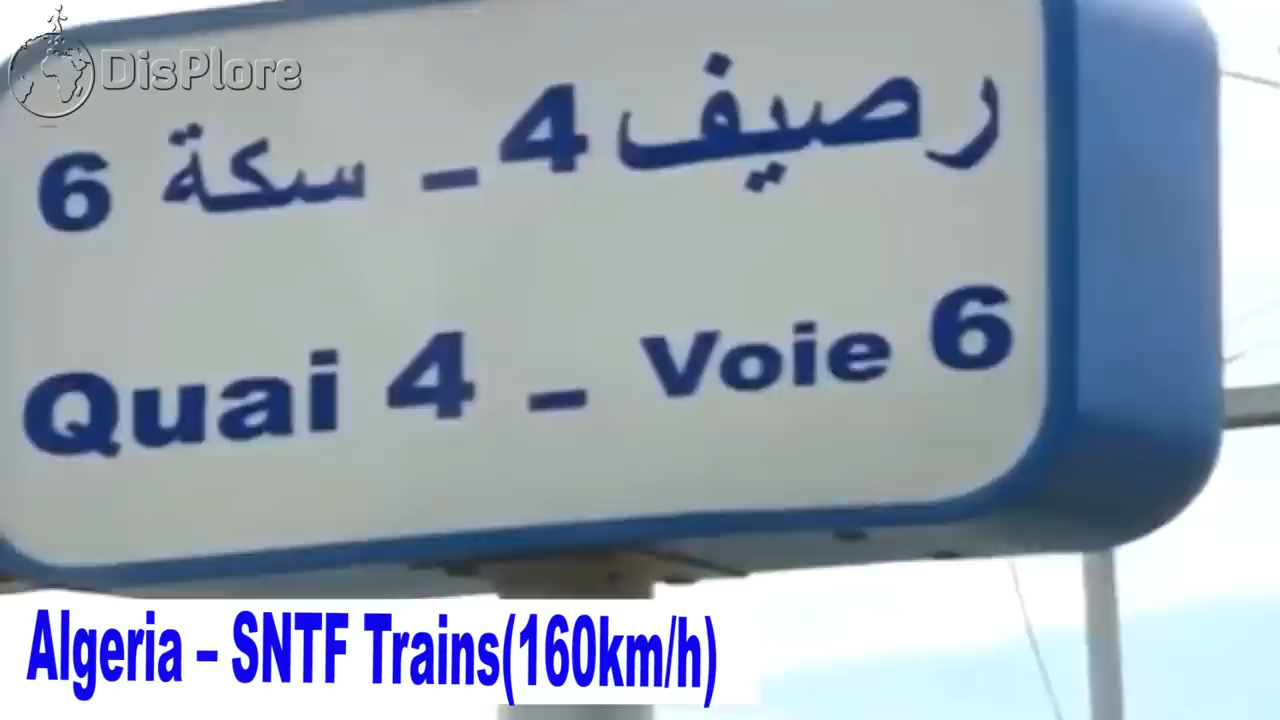 DisPlore
رصيف 4 - سكة 6
Quai 4 - Voie 6
Algeria – SNTF Trains(160km/h)